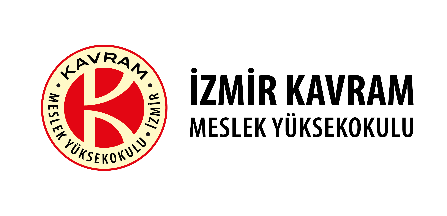 KAVRAM
MESLEK YÜKSEKOKULU • İZMİR
İZMİR KAVRAM
MESLEK YÜKSEKOKULU